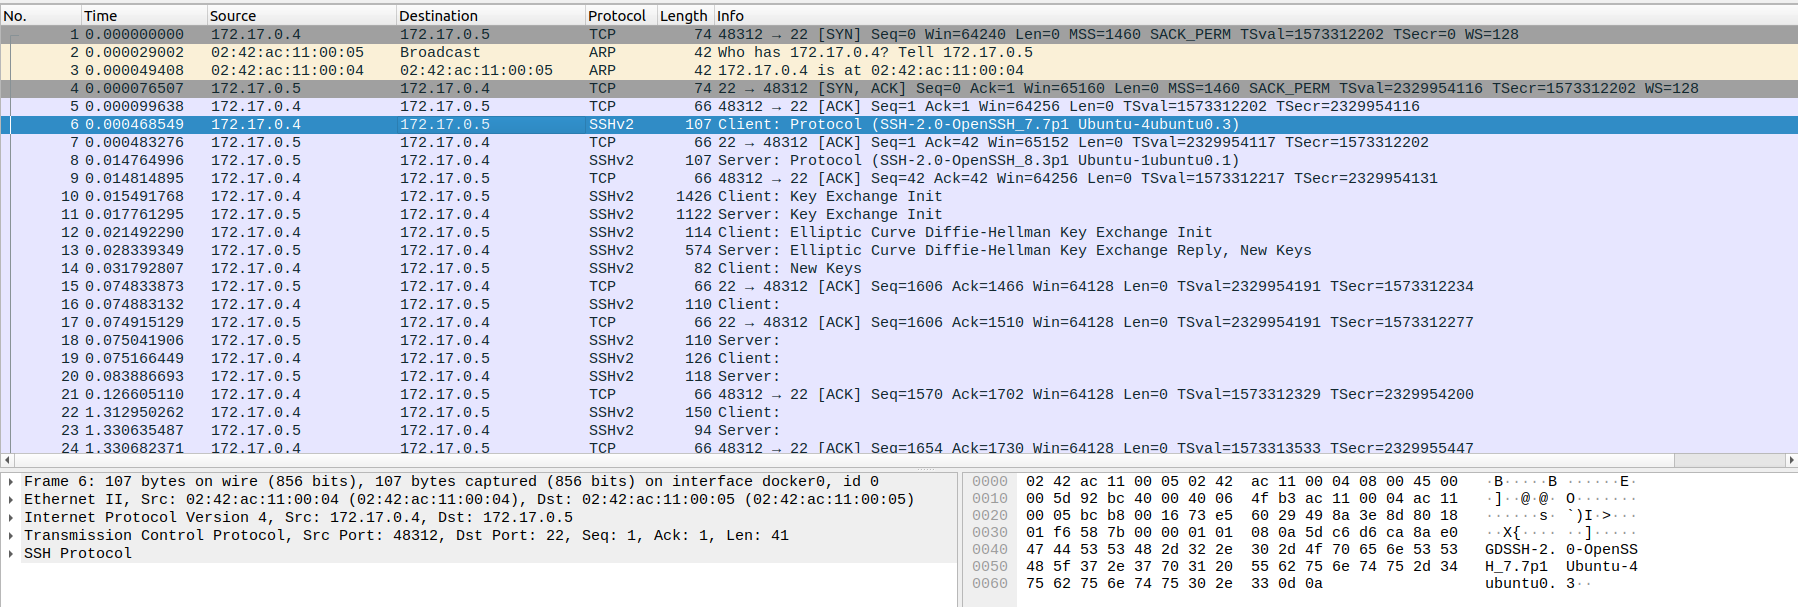 No. Time Source Destination Protocol Length Info
1 0.000000000 172.17.0.4 172.17.0.5 TCP 74 48312 → 22 [SYN] Seq=0 Win=64240 Len=0 MSS=1460 SACK_PERM TSval=1573312202 TSecr=0 WS=128
2 0.000029002 02:42:ac:11:00:05 Broadcast ARP 42 Who has 172.17.0.4? Tell 172.17.0.5
3 0.000049408 02:42:ac:11:00:04 02:42:ac:11:00:05 ARP 42 172.17.0.4 is at 02:42:ac:11:00:04
4 0.000076507 172.17.0.5 172.17.0.4 TCP 74 22 → 48312 [SYN, ACK] Seq=0 Ack=1 Win=65160 Len=0 MSS=1460 SACK_PERM TSval=2329954116 TSecr=1573312202 WS=128
5 0.000099638 172.17.0.4 172.17.0.5 TCP 66 48312 → 22 [ACK] Seq=1 Ack=1 Win=64256 Len=0 TSval=1573312202 TSecr=2329954116
6 0.000468549 172.17.0.4 172.17.0.5 SSHv2 107 Client: Protocol (SSH-2.0-OpenSSH_7.7p1 Ubuntu-4ubuntu0.3)
7 0.000483276 172.17.0.5 172.17.0.4 TCP 66 22 → 48312 [ACK] Seq=1 Ack=42 Win=65152 Len=0 TSval=2329954117 TSecr=1573312202
8 0.014764996 172.17.0.5 172.17.0.4 SSHv2 107 Server: Protocol (SSH-2.0-OpenSSH_8.3p1 Ubuntu-1ubuntu0.1)
9 0.014814895 172.17.0.4 172.17.0.5 TCP 66 48312 → 22 [ACK] Seq=42 Ack=42 Win=64256 Len=0 TSval=1573312217 TSecr=2329954131
10 0.015491768 172.17.0.4 172.17.0.5 SSHv2 1426 Client: Key Exchange Init
11 0.017761295 172.17.0.5 172.17.0.4 SSHv2 1122 Server: Key Exchange Init
12 0.021492290 172.17.0.4 172.17.0.5 SSHv2 114 Client: Elliptic Curve Diffie-Hellman Key Exchange Init
13 0.028339349 172.17.0.5 172.17.0.4 SSHv2 574 Server: Elliptic Curve Diffie-Hellman Key Exchange Reply, New Keys
14 0.031792807 172.17.0.4 172.17.0.5 SSHv2 82 Client: New Keys
15 0.074833873 172.17.0.5 172.17.0.4 TCP 66 22 → 48312 [ACK] Seq=1606 Ack=1466 Win=64128 Len=0 TSval=2329954191 TSecr=1573312234
16 0.074883132 172.17.0.4 172.17.0.5 SSHv2 110 Client:
17 0.074915129 172.17.0.5 172.17.0.4 TCP 66 22 → 48312 [ACK] Seq=1606 Ack=1510 Win=64128 Len=0 TSval=2329954191 TSecr=1573312277
18 0.075041906 172.17.0.5 172.17.0.4 SSHv2 110 Server:
19 0.075166449 172.17.0.4 172.17.0.5 SSHv2 126 Client:
20 0.083886693 172.17.0.5 172.17.0.4 SSHv2 118 Server:
21 0.126605110 172.17.0.4 172.17.0.5 TCP 66 48312 → 22 [ACK] Seq=1570 Ack=1702 Win=64128 Len=0 TSval=1573312329 TSecr=2329954200
22 1.312950262 172.17.0.4 172.17.0.5 SSHv2 150 Client:
23 1.330635487 172.17.0.5 172.17.0.4 SSHv2 94 Server:
24 1.330682371 172.17.0.4 172.17.0.5 TCP 66 48312 → 22 [ACK] Seq=1654 Ack=1730 Win=64128 Len=0 TSval=1573313533 TSecr=2329955447
Frame 6: 107 bytes on wire (856 bits), 107 bytes captured (856 bits) on interface docker0, id 0
Ethernet II, Src: 02:42:ac:11:00:04 (02:42:ac:11:00:04), Dst: 02:42:ac:11:00:05 (02:42:ac:11:00:05)
Internet Protocol Version 4, Src: 172.17.0.4, Dst: 172.17.0.5
Transmission Control Protocol, Src Port: 48312, Dst Port: 22, Seq: 1, Ack: 1, Len: 41
SSH Protocol
0000 02 42 ac 11 00 05 02 42 ac 11 00 04 08 00 45 00 ·B·····B ······E·
0010 00 5d 92 bc 40 00 40 06 4f b3 ac 11 00 04 ac 11 ·]··@·@· O·······
0020 00 05 bc b8 00 16 73 e5 60 29 49 8a 3e 8d 80 18 ······s· `)I·>···
0030 01 f6 58 7b 00 00 01 01 08 0a 5d c6 d6 ca 8a e0 ··X{···· ··]·····
0040 47 44 53 53 48 2d 32 2e 30 2d 4f 70 65 6e 53 53 GDSSH-2. 0-OpenSS
0050 48 5f 37 2e 37 70 31 20 55 62 75 6e 74 75 2d 34 H_7.7p1 Ubuntu-4
0060 75 62 75 6e 74 75 30 2e 33 0d 0a ubuntu0. 3··